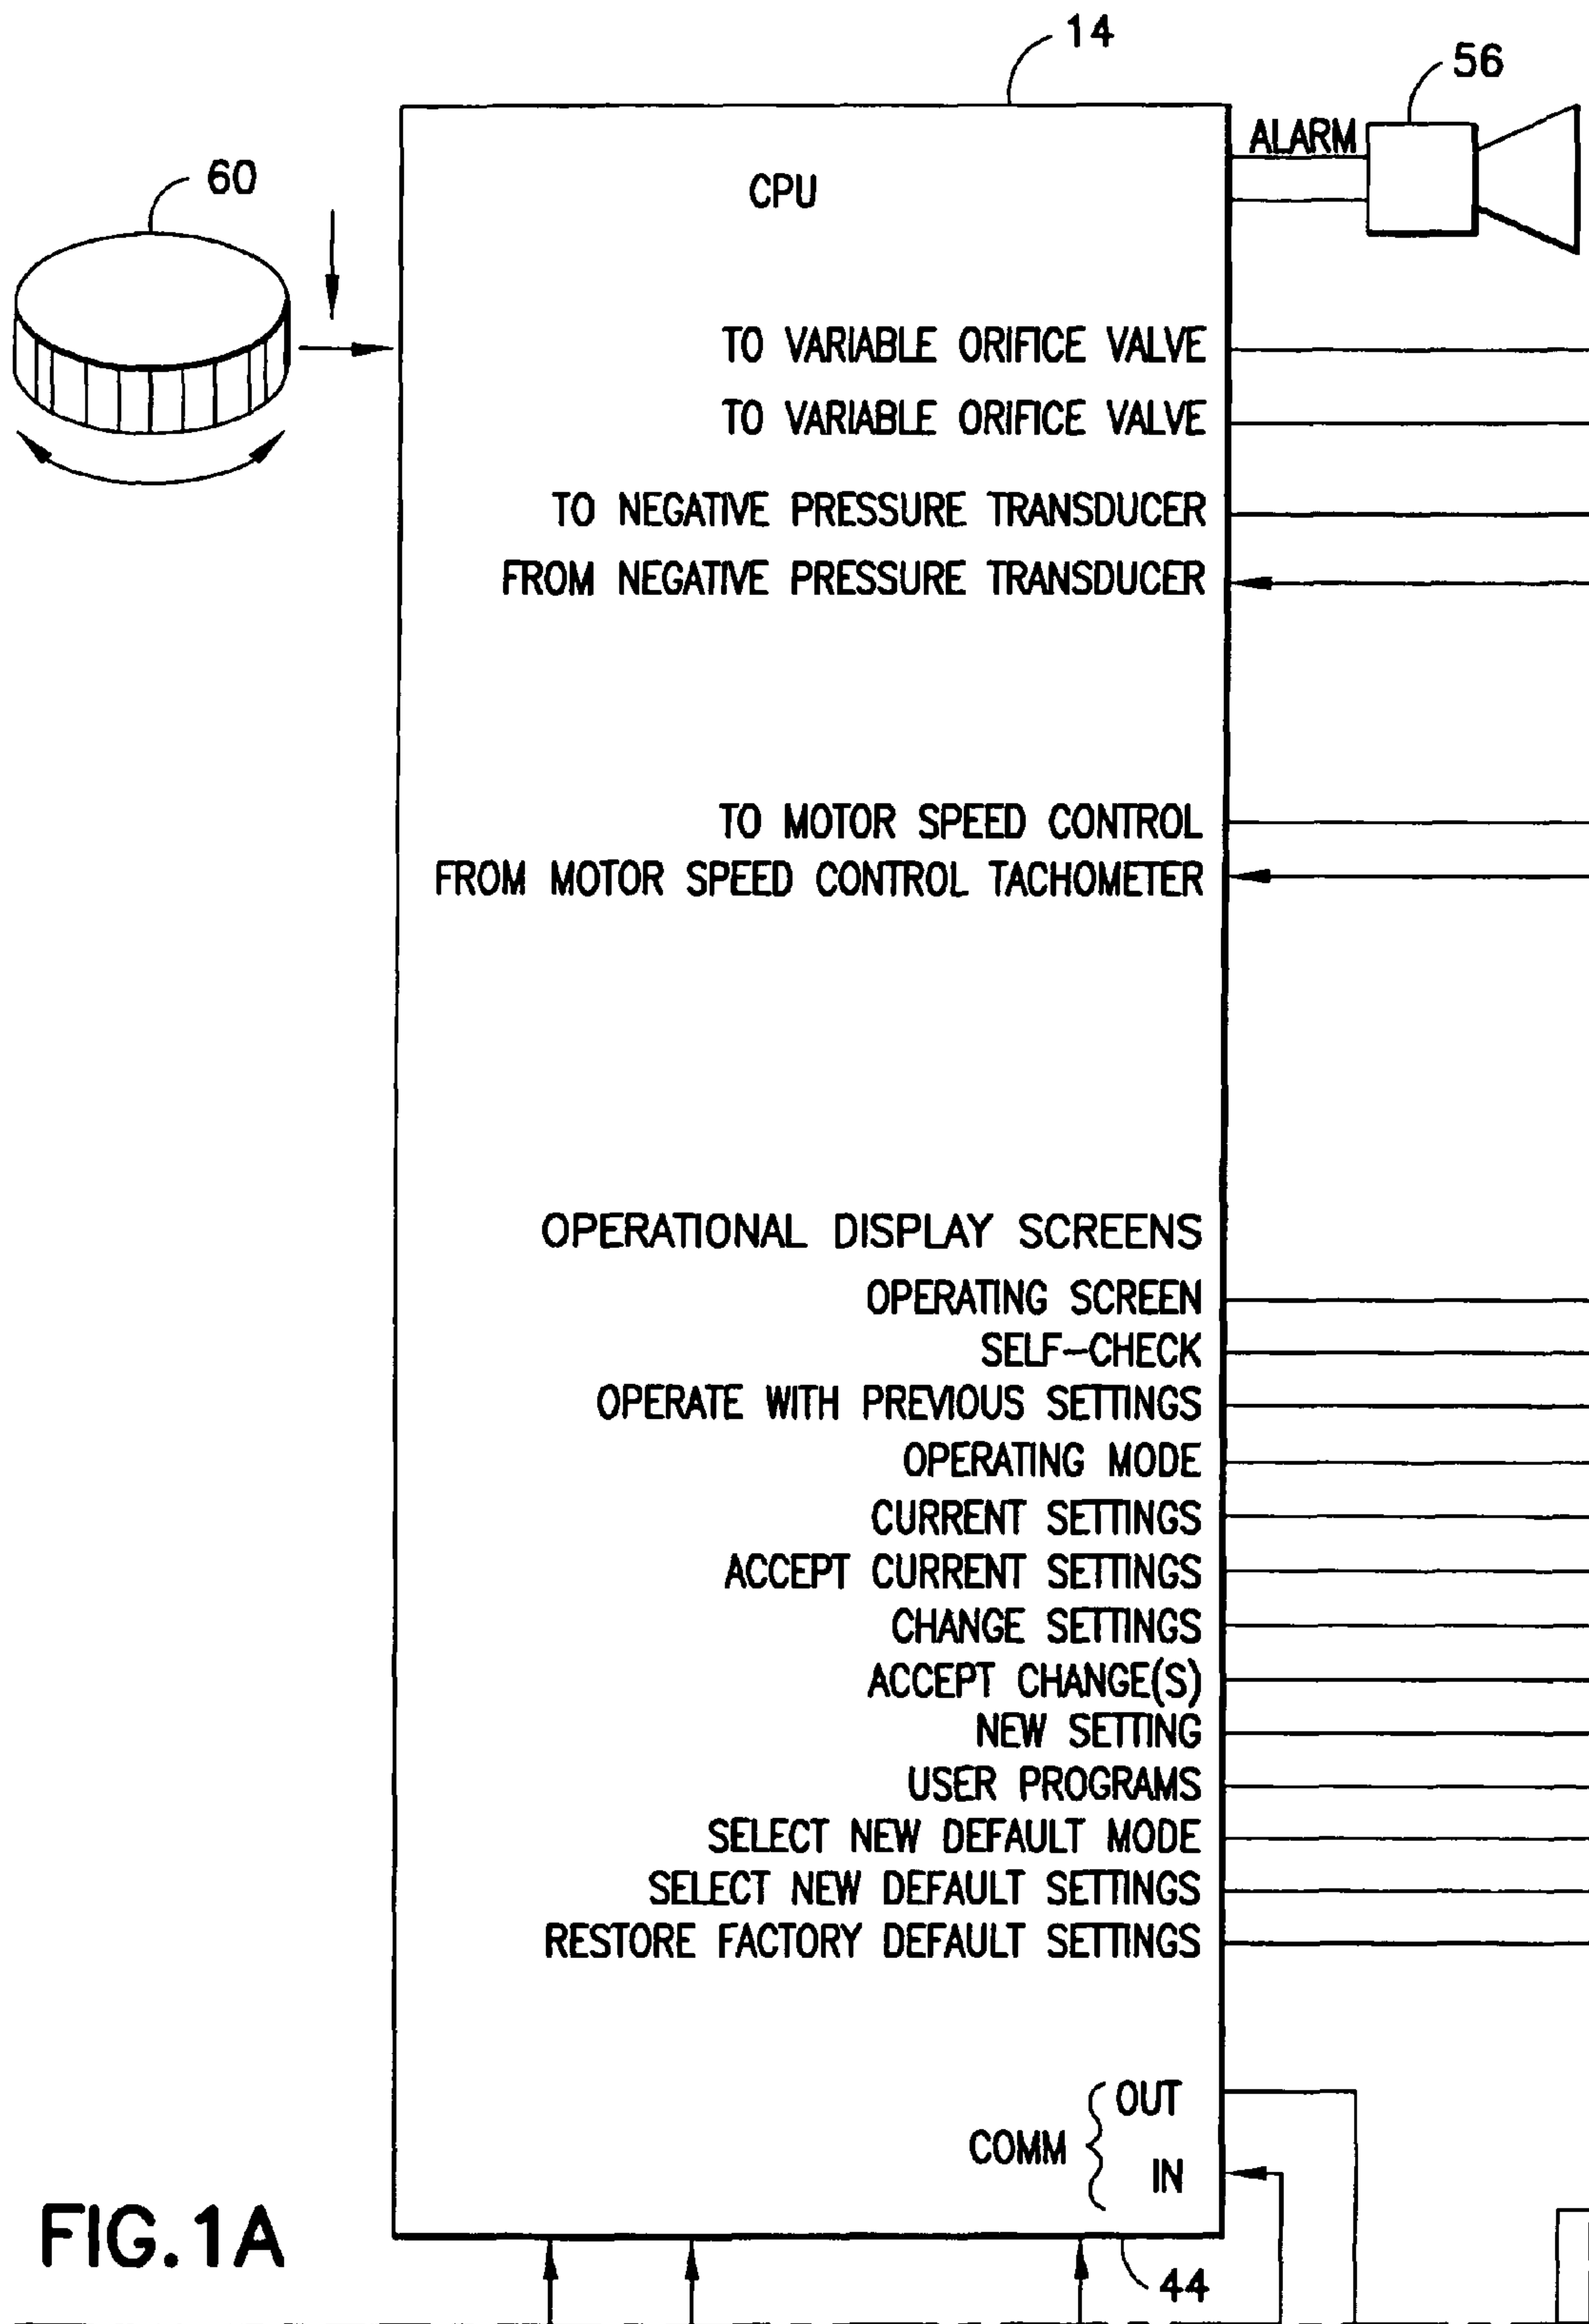 14
56
ALARM
60
CPU
TO VARIABLE ORIFICE VALVE
TO VARIABLE ORIFICE VALVE
TO NEGATIVE PRESSURE TRANSDUCER
FROM NEGATIVE PRESSURE TRANSDUCER
TO MOTOR SPEED CONTROL
FROM MOTOR SPEED CONTROL TACHOMETER
OPERATIONAL DISPLAY SCREENS
OPERATING SCREEN
SELF-CHECK
OPERATE WITH PREVIOUS SETTINGS
OPERATING MODE
CURRENT SETTINGS
ACCEPT CURRENT SETTINGS
CHANGE SETTINGS
ACCEPT CHANGE(S)
NEW SETTING
USER PROGRAMS
SELECT NEW DEFAULT MODE
SELECT NEW DEFAULT SETTINGS
RESTORE FACTORY DEFAULT SETTINGS
OUT
COMM
IN
FIG.1A
44